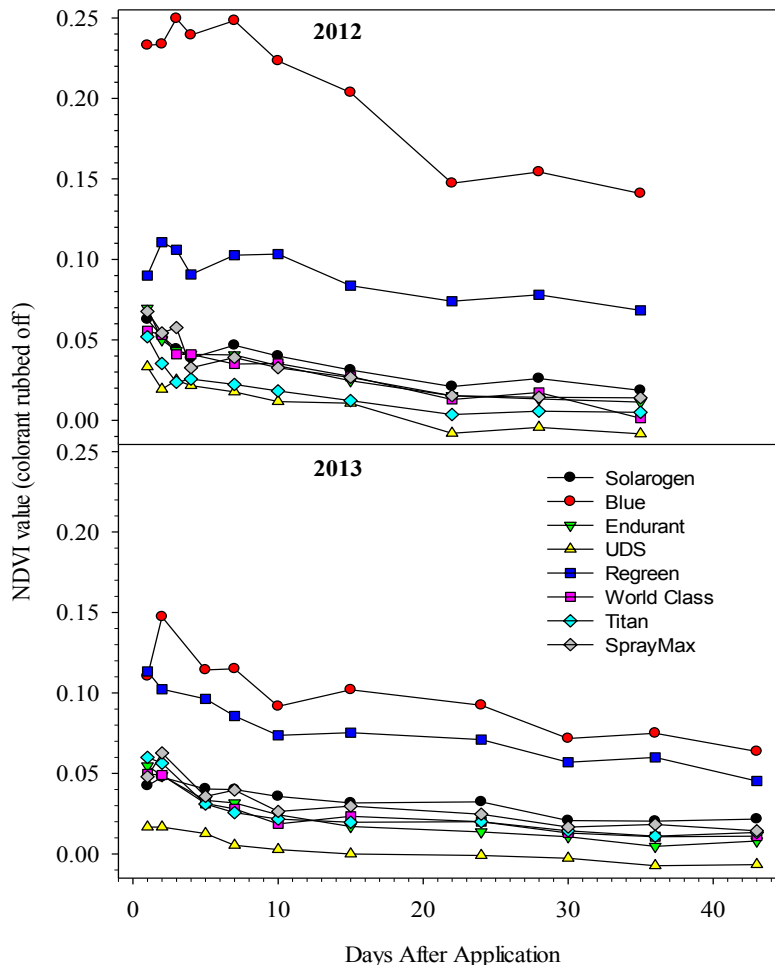 0.25
2012
0.20
0.15
0.10
0.05
0.00
NDVI value (colorant rubbed off)
0.25
2013
0.20
0.15
0.10
0.05
0.00
Solarogen
Blue
Endurant
UDS
Regreen
World Class
Titan
SprayMax
0 10 20 30 40
Days After Application